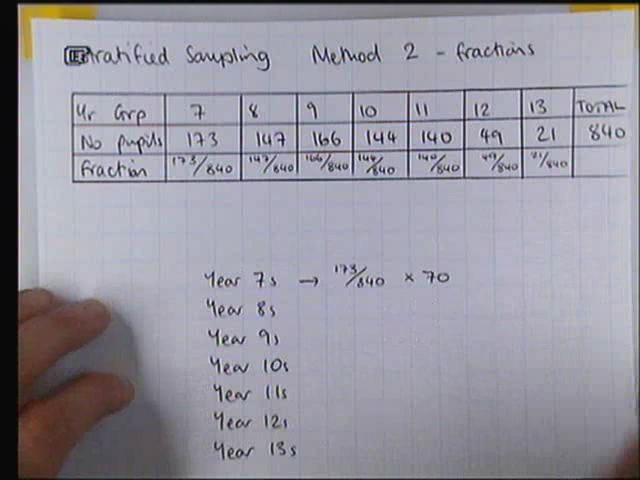 Stratified Sampling Method 2 - fractions
Yr Grp 7 8 9 10 11 12 13 TOTAL
No pupils 173 147 166 144 140 49 21 840
Fraction 173/840 147/840 166/840 144/840 140/840 49/840 21/840
Year 7s → 173/840 × 70
Year 8s
Year 9s
Year 10s
Year 11s
Year 12s
Year 13s